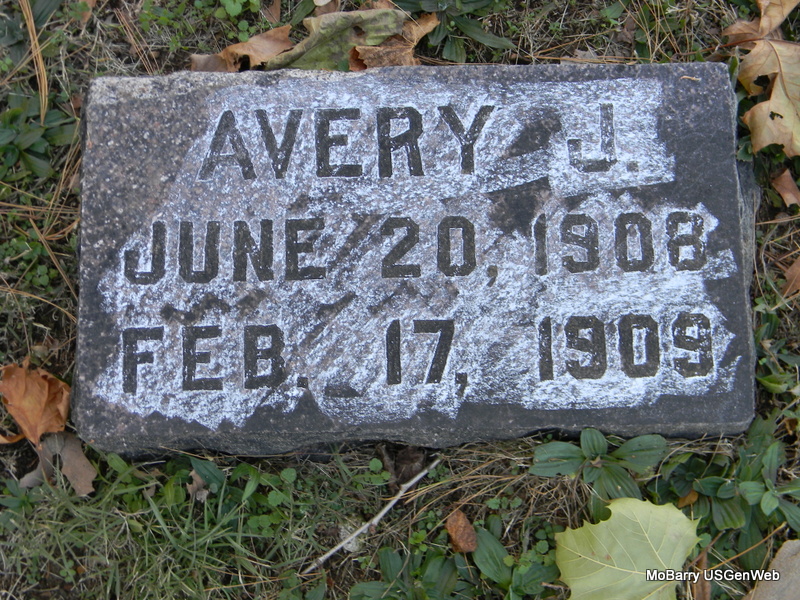 AVERY J.
JUNE 20, 1908
FEB. 17, 1909
MoBarry USGenWeb